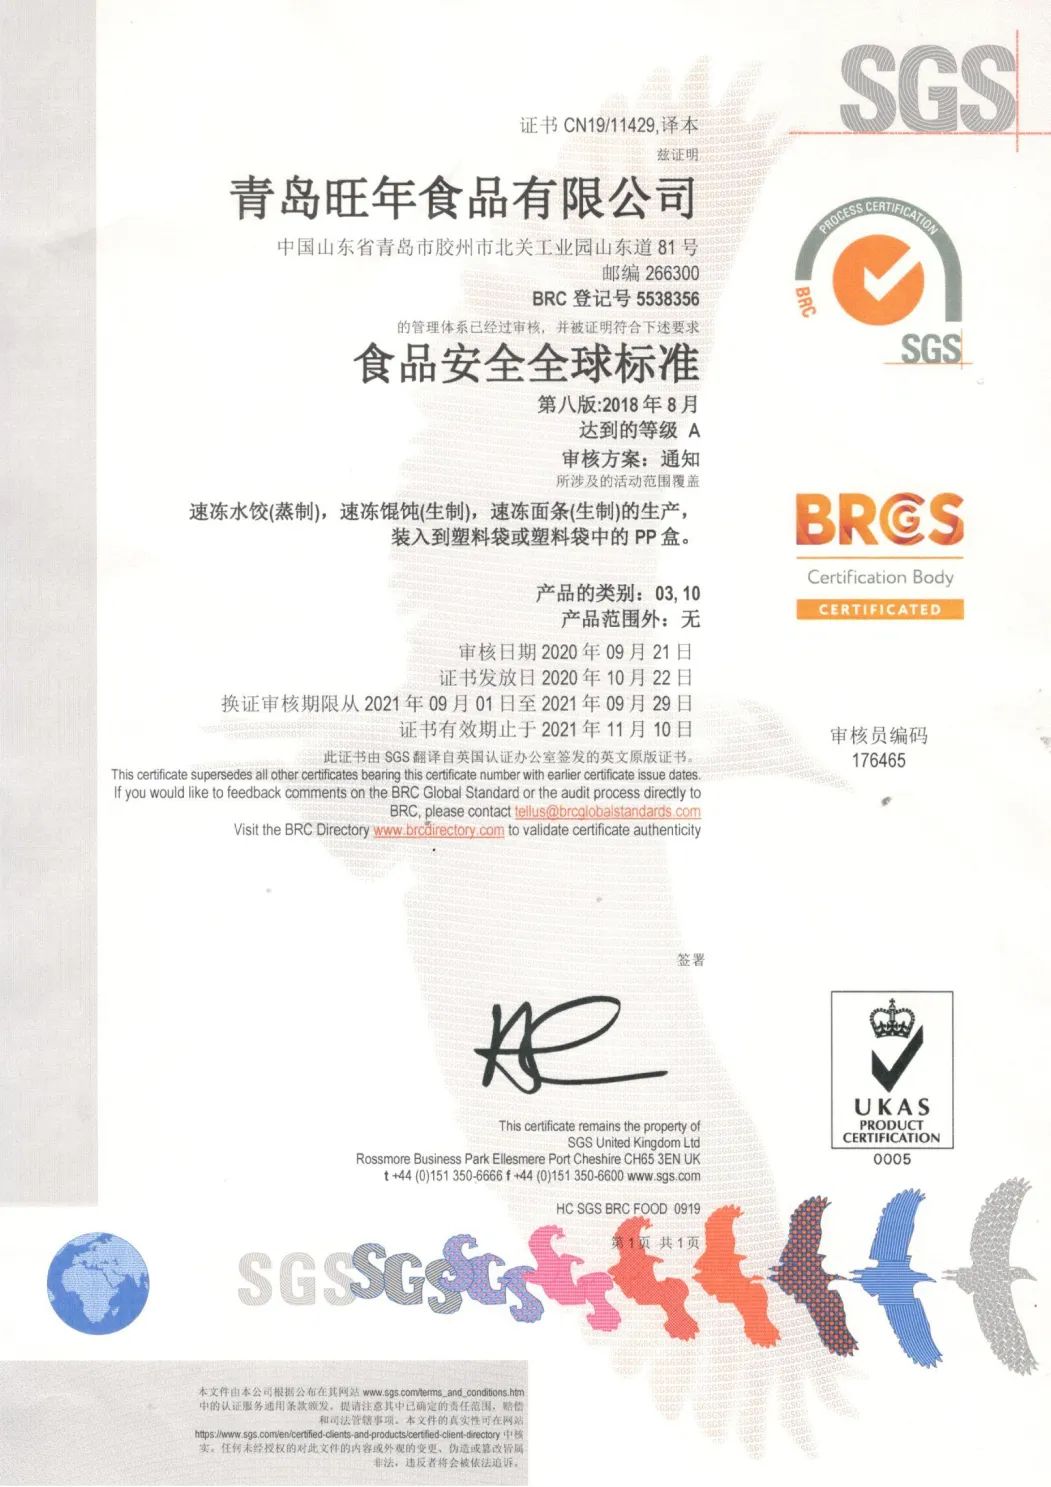 SGS
证书 CN19/11429,译本
兹证明
青岛旺年食品有限公司
中国山东省青岛市胶州市北关工业园山东道 81 号
邮编 266300
BRC 登记号 5538356
的管理体系已经过审核，并被证明符合下述要求
食品安全全球标准
第八版:2018 年 8 月
达到的等级 A
审核方案：通知
所涉及的活动范围覆盖
速冻水饺(蒸制)，速冻馄饨(生制)，速冻面条(生制)的生产，
装入到塑料袋或塑料袋中的 PP 盒。
产品的类别：03, 10
产品范围外：无
审核日期 2020 年 09 月 21 日
证书发放日 2020 年 10 月 22 日
换证审核期限从 2021 年 09 月 01 日至 2021 年 09 月 29 日
证书有效期止于 2021 年 11 月 10 日
此证书由 SGS 翻译自英国认证办公室签发的英文原版证书。
This certificate supersedes all other certificates bearing this certificate number with earlier certificate issue dates.
If you would like to feedback comments on the BRC Global Standard or the audit process directly to
BRC, please contact tellus@brcglobalstandards.com
Visit the BRC Directory www.brcdirectory.com to validate certificate authenticity
PROCESS CERTIFICATION
BRC
SGS
BRCGS
Certification Body
CERTIFICATED
审核员编码
176465
签署
This certificate remains the property of
SGS United Kingdom Ltd
Rossmore Business Park Ellesmere Port Cheshire CH65 3EN UK
t +44 (0)151 350-6666 f +44 (0)151 350-6600 www.sgs.com
HC SGS BRC FOOD 0919
第 1 页 共 1 页
UKAS
PRODUCT
CERTIFICATION
0005
SGS SGS SGS
本文件由本公司根据公布在其网站 www.sgs.com/terms_and_conditions.htm
中的认证服务通用条款颁发。提请注意其中已确定的责任范围，赔偿
和司法管辖事项。本文件的真实性可在网站
https://www.sgs.com/en/certified-clients-and-products/certified-client-directory 中核
实。任何未经授权的对此文件的内容或外观的变更、伪造或篡改皆属
非法，违反者将会被依法追诉。